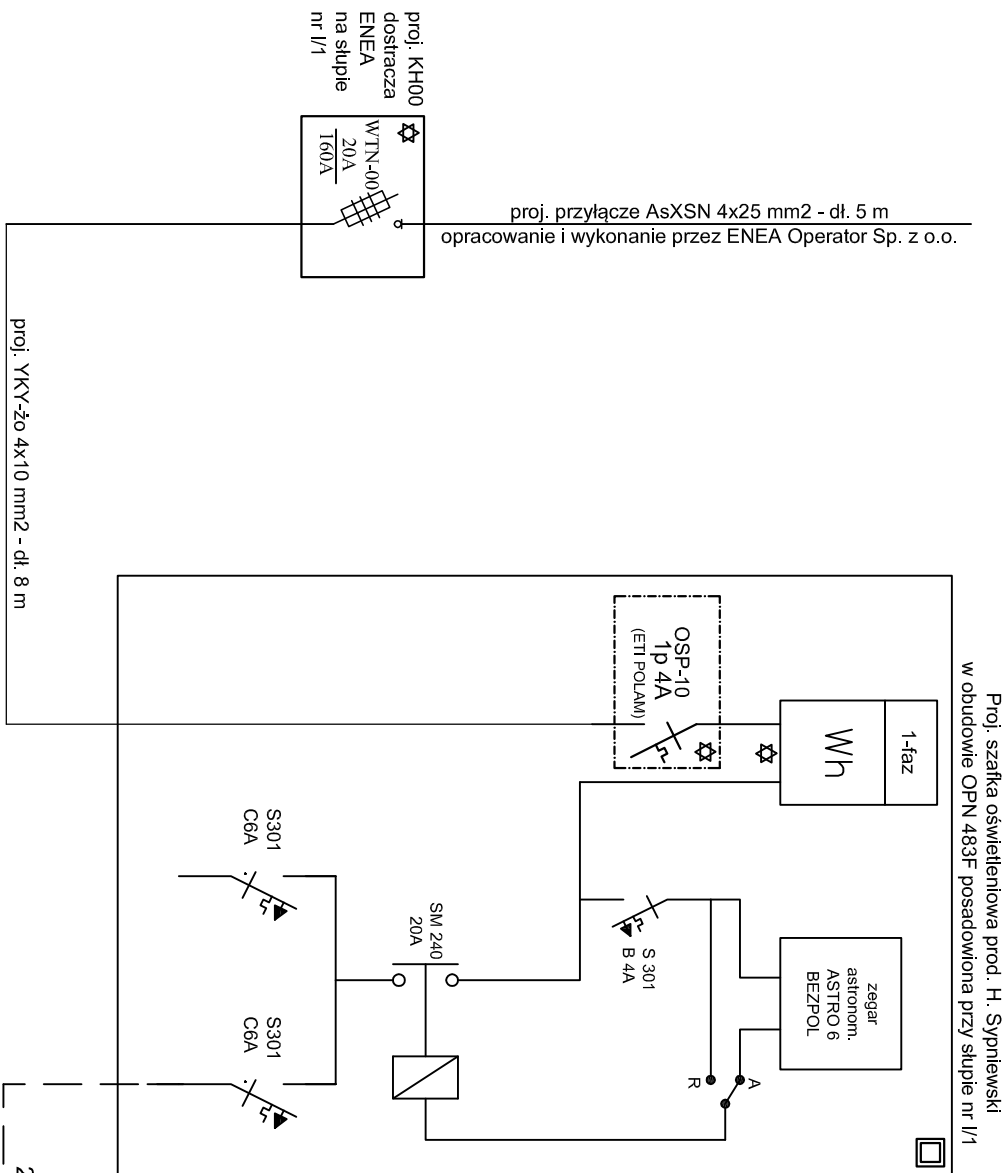 proj. KH00
dostracza
ENEA
na słupie
nr I/1
WTN-00
20A
160A
proj. przyłącze AsXSN 4x25 mm2 - dł. 5 m
opracowanie i wykonanie przez ENEA Operator Sp. z o.o.
proj. YKY-żo 4x10 mm2 - dł. 8 m
Proj. szafka oświetleniowa prod. H. Sypniewski
w obudowie OPN 483F posadowiona przy słupie nr I/1
1-faz
Wh
OSP-10
1p 4A
(ETI POLAM)
zegar
astronom.
ASTRO 6
BEZPOL
S 301
B 4A
A
R
SM 240
20A
S301
C6A
S301
C6A